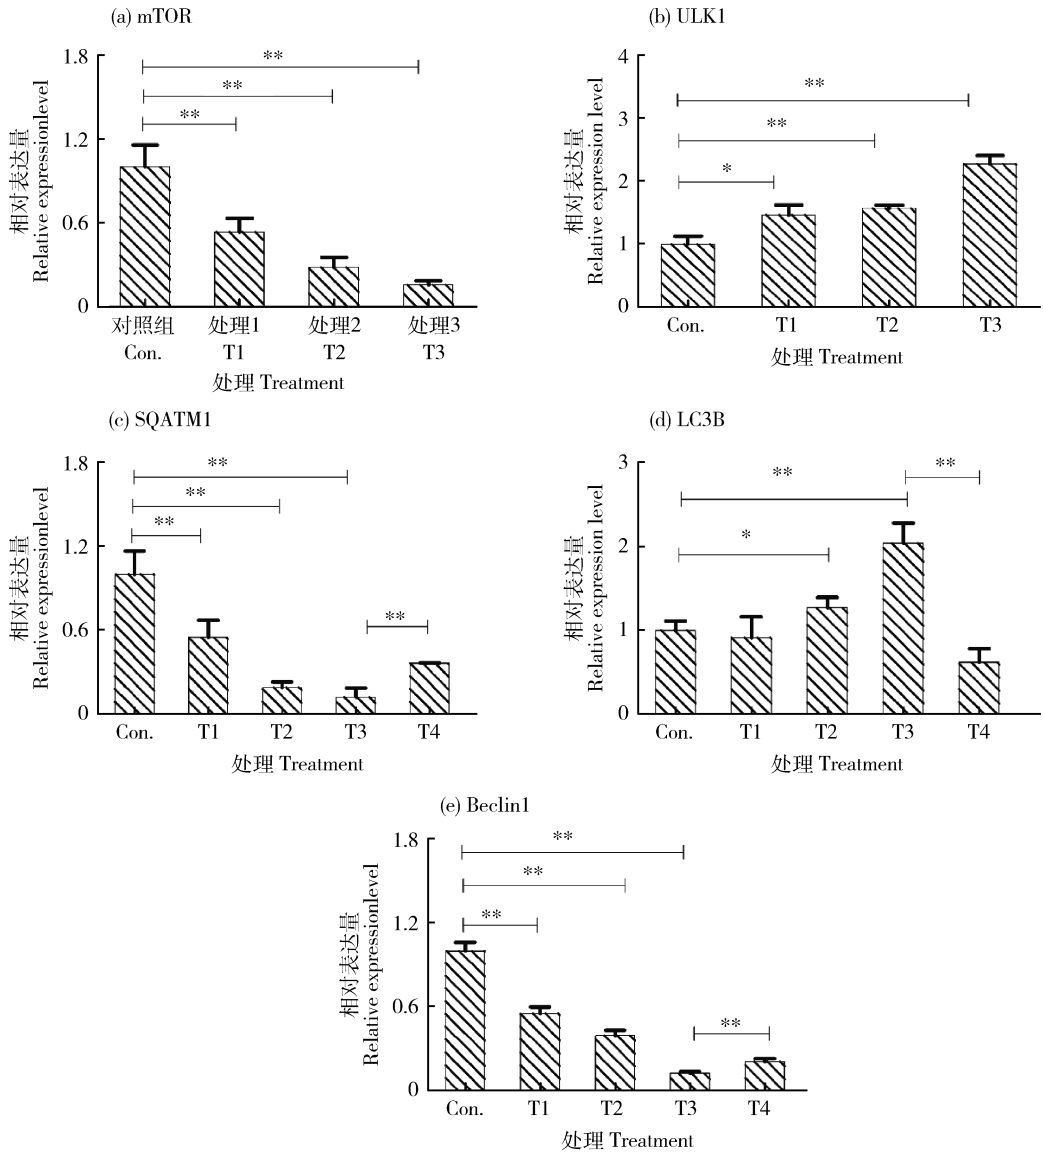 (a) mTOR
相对表达量
Relative expressionlevel
1.8
1.2
0.6
0
**
**
**
对照组 处理1 处理2 处理3
Con. T1 T2 T3
处理 Treatment
(b) ULK1
相对表达量
Relative expression level
4
3
2
1
0
**
**
*
Con. T1 T2 T3
处理 Treatment
(c) SQATM1
相对表达量
Relative expressionlevel
1.8
1.2
0.6
0
**
**
**
**
Con. T1 T2 T3 T4
处理 Treatment
(d) LC3B
相对表达量
Relative expression level
3
2
1
0
**
**
*
Con. T1 T2 T3 T4
处理 Treatment
(e) Beclin1
相对表达量
Relative expressionlevel
1.8
1.2
0.6
0
**
**
**
**
Con. T1 T2 T3 T4
处理 Treatment